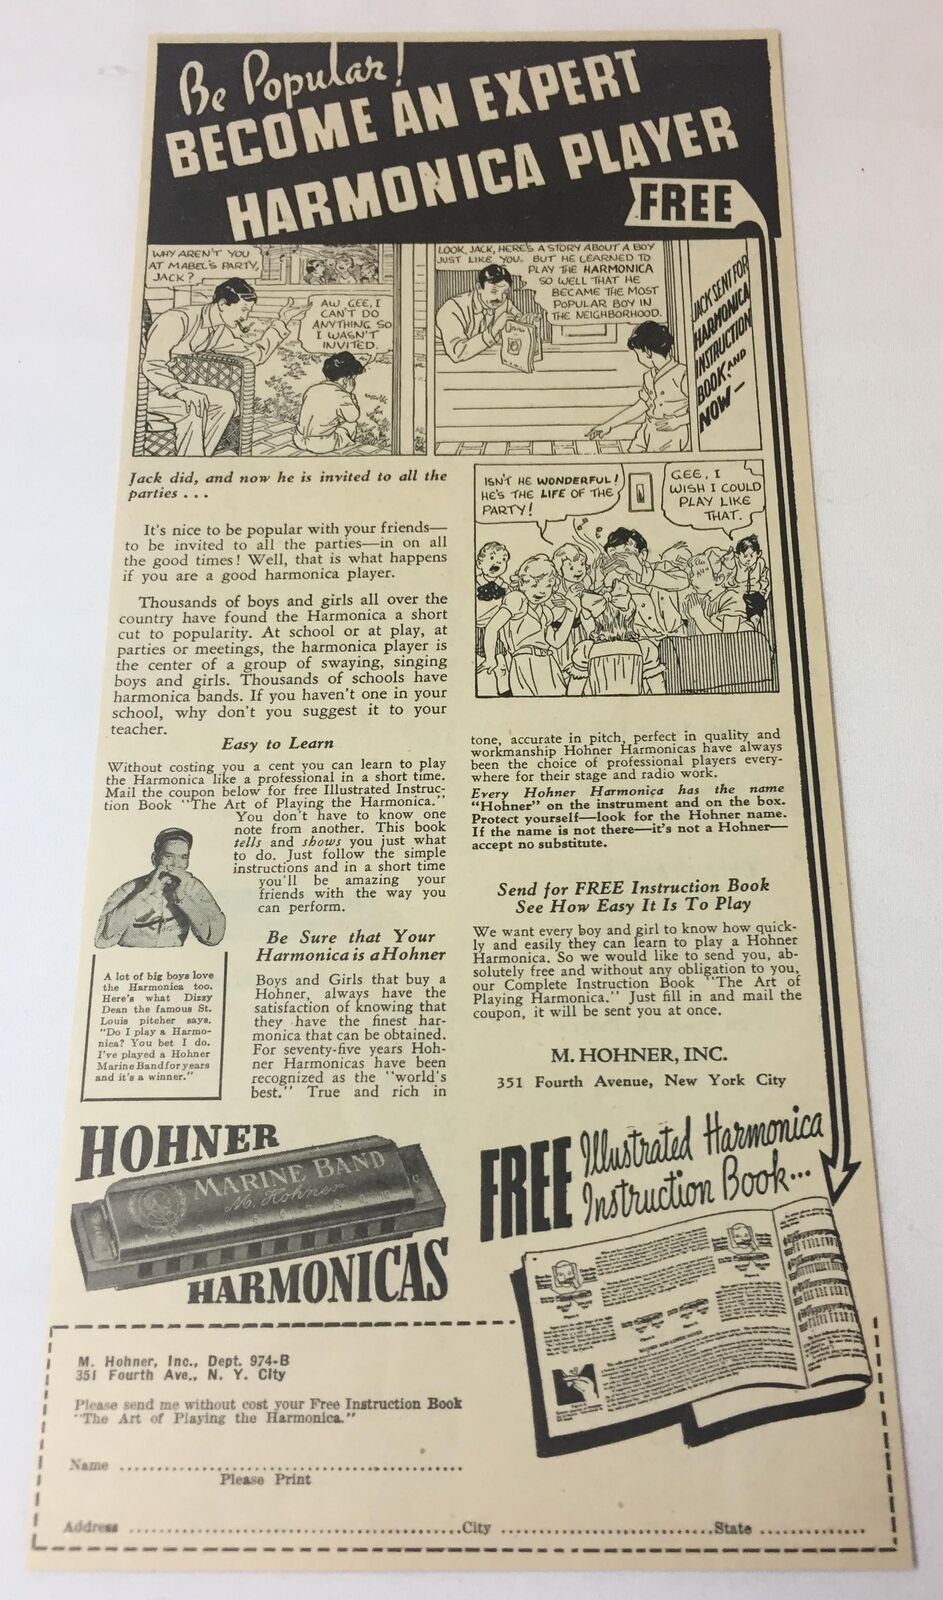 Be Popular!
BECOME AN EXPERT
HARMONICA PLAYER
FREE
WHY AREN'T YOU
AT MABEL'S PARTY,
JACK?
AW GEE, I
CAN'T DO
ANYTHING SO
I WASN'T
INVITED.
LOOK, JACK, HERE'S A STORY ABOUT A BOY
JUST LIKE YOU. BUT HE LEARNED TO
PLAY THE HARMONICA
SO WELL THAT HE
BECAME THE MOST
POPULAR BOY IN
THE NEIGHBORHOOD.
JACK SENT FOR
HARMONICA
INSTRUCTION
BOOK AND
NOW—
ISN'T HE WONDERFUL!
HE'S THE LIFE OF THE
PARTY!
GEE, I
WISH I COULD
PLAY LIKE
THAT.
Jack did, and now he is invited to all the
parties . . .
It's nice to be popular with your friends—
to be invited to all the parties—in on all
the good times! Well, that is what happens
if you are a good harmonica player.
Thousands of boys and girls all over the
country have found the Harmonica a short
cut to popularity. At school or at play, at
parties or meetings, the harmonica player is
the center of a group of swaying, singing
boys and girls. Thousands of schools have
harmonica bands. If you haven't one in your
school, why don't you suggest it to your
teacher.
Easy to Learn
Without costing you a cent you can learn to play
the Harmonica like a professional in a short time.
Mail the coupon below for free Illustrated Instruc-
tion Book "The Art of Playing the Harmonica."
You don't have to know one
note from another. This book
tells and shows you just what
to do. Just follow the simple
instructions and in a short time
you'll be amazing your
friends with the way you
can perform.
Be Sure that Your
Harmonica is a Hohner
Boys and Girls that buy a
Hohner, always have the
satisfaction of knowing that
they have the finest har-
monica that can be obtained.
For seventy-five years Hoh-
ner Harmonicas have been
recognized as the "world's
best." True and rich in
A lot of big boys love
the Harmonica too.
Here's what Dizzy
Dean the famous St.
Louis pitcher says.
"Do I play a Harmo-
nica? You bet I do.
I've played a Hohner
Marine Band for years
and it's a winner."
tone, accurate in pitch, perfect in quality and
workmanship Hohner Harmonicas have always
been the choice of professional players every-
where for their stage and radio work.
Every Hohner Harmonica has the name
"Hohner" on the instrument and on the box.
Protect yourself—look for the Hohner name.
If the name is not there—it's not a Hohner—
accept no substitute.
Send for FREE Instruction Book
See How Easy It Is To Play
We want every boy and girl to know how quick-
ly and easily they can learn to play a Hohner
Harmonica. So we would like to send you, ab-
solutely free and without any obligation to you,
our Complete Instruction Book "The Art of
Playing Harmonica." Just fill in and mail the
coupon, it will be sent you at once.
M. HOHNER, INC.
351 Fourth Avenue, New York City
HOHNER
MARINE BAND
M. Hohner
HARMONICAS
FREE Illustrated Harmonica
Instruction Book...
M. Hohner, Inc., Dept. 974-B
351 Fourth Ave., N. Y. City
Please send me without cost your Free Instruction Book
"The Art of Playing the Harmonica."
Name
Please Print
Address City State